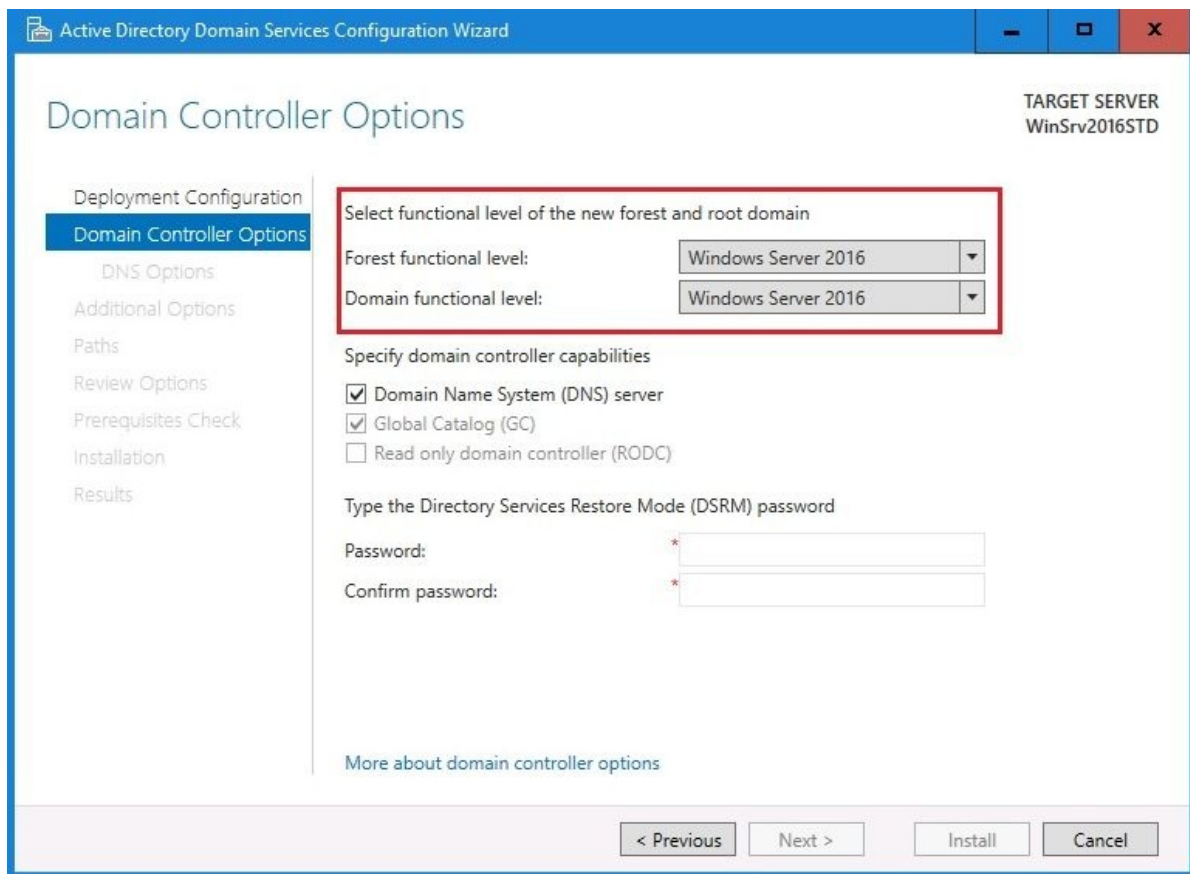 Active Directory Domain Services Configuration Wizard
Domain Controller Options
TARGET SERVER
WinSrv2016STD
Deployment Configuration
Domain Controller Options
DNS Options
Additional Options
Paths
Review Options
Prerequisites Check
Installation
Results
Select functional level of the new forest and root domain
Forest functional level: Windows Server 2016
Domain functional level: Windows Server 2016
Specify domain controller capabilities
Domain Name System (DNS) server
Global Catalog (GC)
Read only domain controller (RODC)
Type the Directory Services Restore Mode (DSRM) password
Password: *
Confirm password: *
More about domain controller options
< Previous Next > Install Cancel